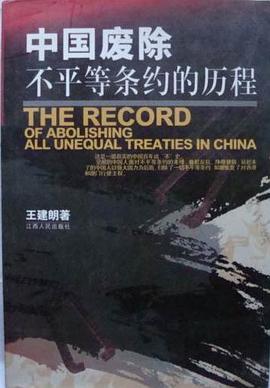 中国废除
不平等条约的历程
THE RECORD
OF ABOLISHING
ALL UNEQUAL TREATIES IN CHINA
王建朗著
江西人民出版社